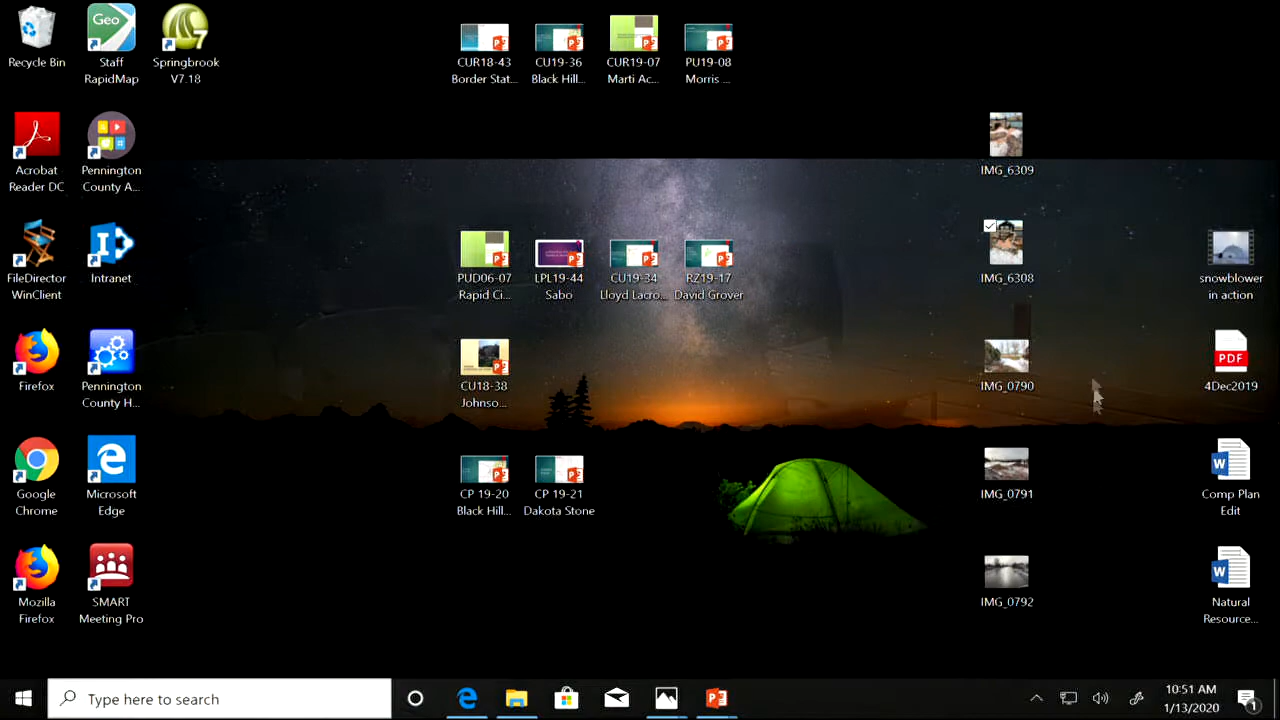 Recycle Bin
Geo
Staff
RapidMap
7
Springbrook
V7.18
CUR18-43
Border Stat...
CU19-36
Black Hill...
CUR19-07
Marti Ac...
PU19-08
Morris ...
Acrobat
Reader DC
Pennington
County A...
IMG_6309
FileDirector
WinClient
Intranet
PUD06-07
Rapid Ci...
LPL19-44
Sabo
CU19-34
Lloyd Lacro...
RZ19-17
David Grover
IMG_6308
snowblower
in action
Firefox
Pennington
County H...
CU18-38
Johnso...
IMG_0790
PDF
4Dec2019
Google
Chrome
Microsoft
Edge
CP 19-20
Black Hill...
CP 19-21
Dakota Stone
IMG_0791
Comp Plan
Edit
Mozilla
Firefox
SMART
Meeting Pro
IMG_0792
Natural
Resource...
Type here to search
10:51 AM
1/13/2020
1